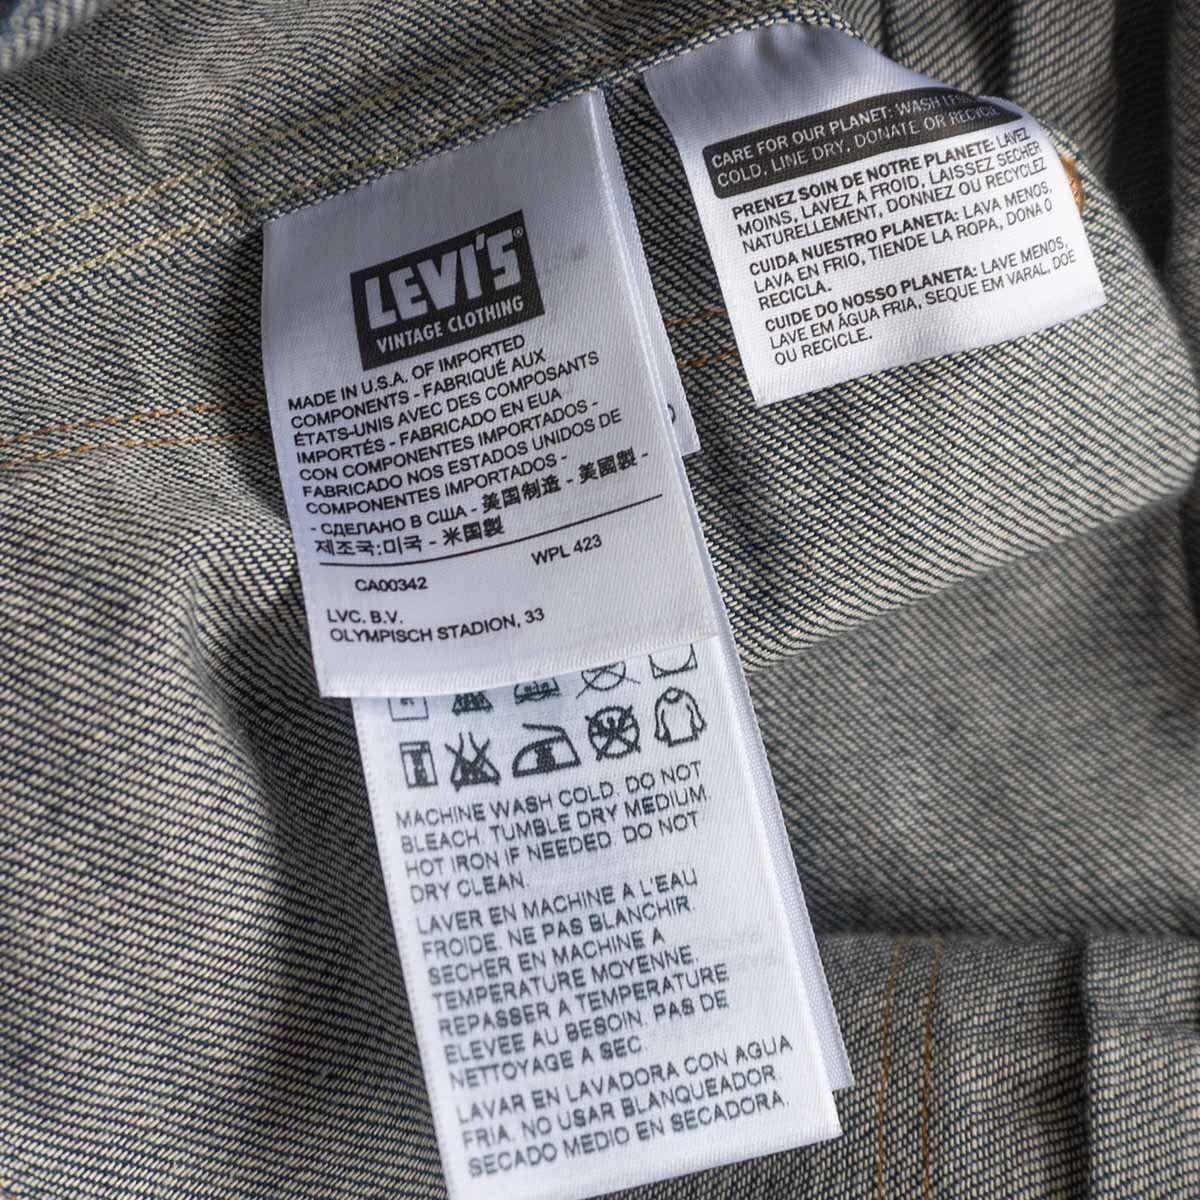 LEVI'S®
VINTAGE CLOTHING
MADE IN U.S.A. OF IMPORTED
COMPONENTS - FABRIQUÉ AUX
ÉTATS-UNIS AVEC DES COMPOSANTS
IMPORTÉS - FABRICADO EN EUA
CON COMPONENTES IMPORTADOS -
FABRICADO NOS ESTADOS UNIDOS DE
COMPONENTES IMPORTADOS -
- СДЕЛАНО В США - 美国制造 - 美國製 -
제조국:미국 - 米国製
CA00342 WPL 423
LVC. B.V.
OLYMPISCH STADION, 33
CARE FOR OUR PLANET: WASH LESS,
COLD, LINE DRY, DONATE OR RECYCLE
PRENEZ SOIN DE NOTRE PLANETE: LAVEZ
MOINS, LAVEZ A FROID, LAISSEZ SECHER
NATURELLEMENT, DONNEZ OU RECYCLEZ
CUIDA NUESTRO PLANETA: LAVA MENOS,
LAVA EN FRIO, TIENDE LA ROPA, DONA O
RECICLA.
CUIDE DO NOSSO PLANETA: LAVE MENOS,
LAVE EM ÁGUA FRIA, SEQUE EM VARAL, DOE
OU RECICLE.
MACHINE WASH COLD. DO NOT
BLEACH. TUMBLE DRY MEDIUM.
HOT IRON IF NEEDED. DO NOT
DRY CLEAN.
LAVER EN MACHINE A L'EAU
FROIDE. NE PAS BLANCHIR.
SECHER EN MACHINE A
TEMPERATURE MOYENNE.
REPASSER A TEMPERATURE
ELEVEE AU BESOIN. PAS DE
NETTOYAGE A SEC.
LAVAR EN LAVADORA CON AGUA
FRIA. NO USAR BLANQUEADOR.
SECADO MEDIO EN SECADORA.